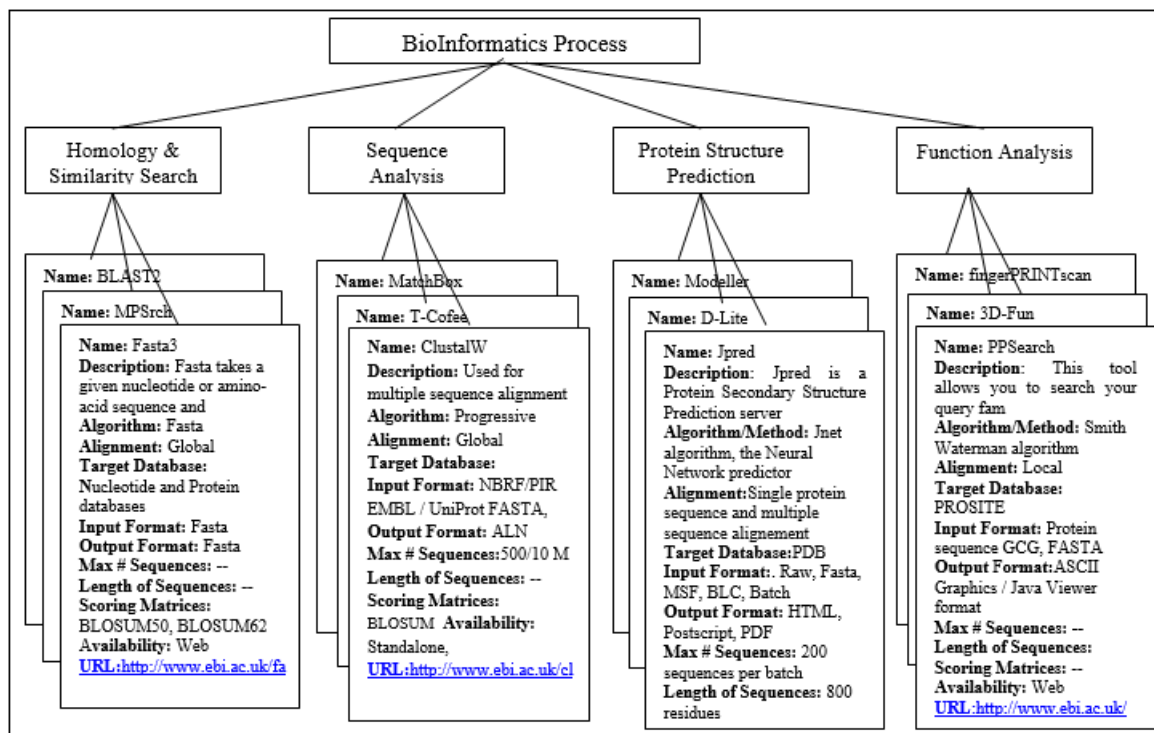 BioInformatics Process
Homology &
Similarity Search
Sequence
Analysis
Protein Structure
Prediction
Function Analysis
Name: BLAST2
Name: MPSrch
Name: Fasta3
Description: Fasta takes a
given nucleotide or amino-
acid sequence and
Algorithm: Fasta
Alignment: Global
Target Database:
Nucleotide and Protein
databases
Input Format: Fasta
Output Format: Fasta
Max # Sequences: --
Length of Sequences: --
Scoring Matrices:
BLOSUM50, BLOSUM62
Availability: Web
URL:http://www.ebi.ac.uk/fa
Name: MatchBox
Name: T-Cofee
Name: ClustalW
Description: Used for
multiple sequence alignment
Algorithm: Progressive
Alignment: Global
Target Database:
Input Format: NBRF/PIR
EMBL / UniProt FASTA,
Output Format: ALN
Max # Sequences:500/10 M
Length of Sequences: --
Scoring Matrices:
BLOSUM Availability:
Standalone,
URL:http://www.ebi.ac.uk/cl
Name: Modeller
Name: D-Lite
Name: Jpred
Description: Jpred is a
Protein Secondary Structure
Prediction server
Algorithm/Method: Jnet
algorithm, the Neural
Network predictor
Alignment:Single protein
sequence and multiple
sequence alignement
Target Database:PDB
Input Format:. Raw, Fasta,
MSF, BLC, Batch
Output Format: HTML,
Postscript, PDF
Max # Sequences: 200
sequences per batch
Length of Sequences: 800
residues
Name: fingerPRINTscan
Name: 3D-Fun
Name: PPSearch
Description: This tool
allows you to search your
query fam
Algorithm/Method: Smith
Waterman algorithm
Alignment: Local
Target Database:
PROSITE
Input Format: Protein
sequence GCG, FASTA
Output Format:ASCII
Graphics / Java Viewer
format
Max # Sequences: --
Length of Sequences:
Scoring Matrices: --
Availability: Web
URL:http://www.ebi.ac.uk/